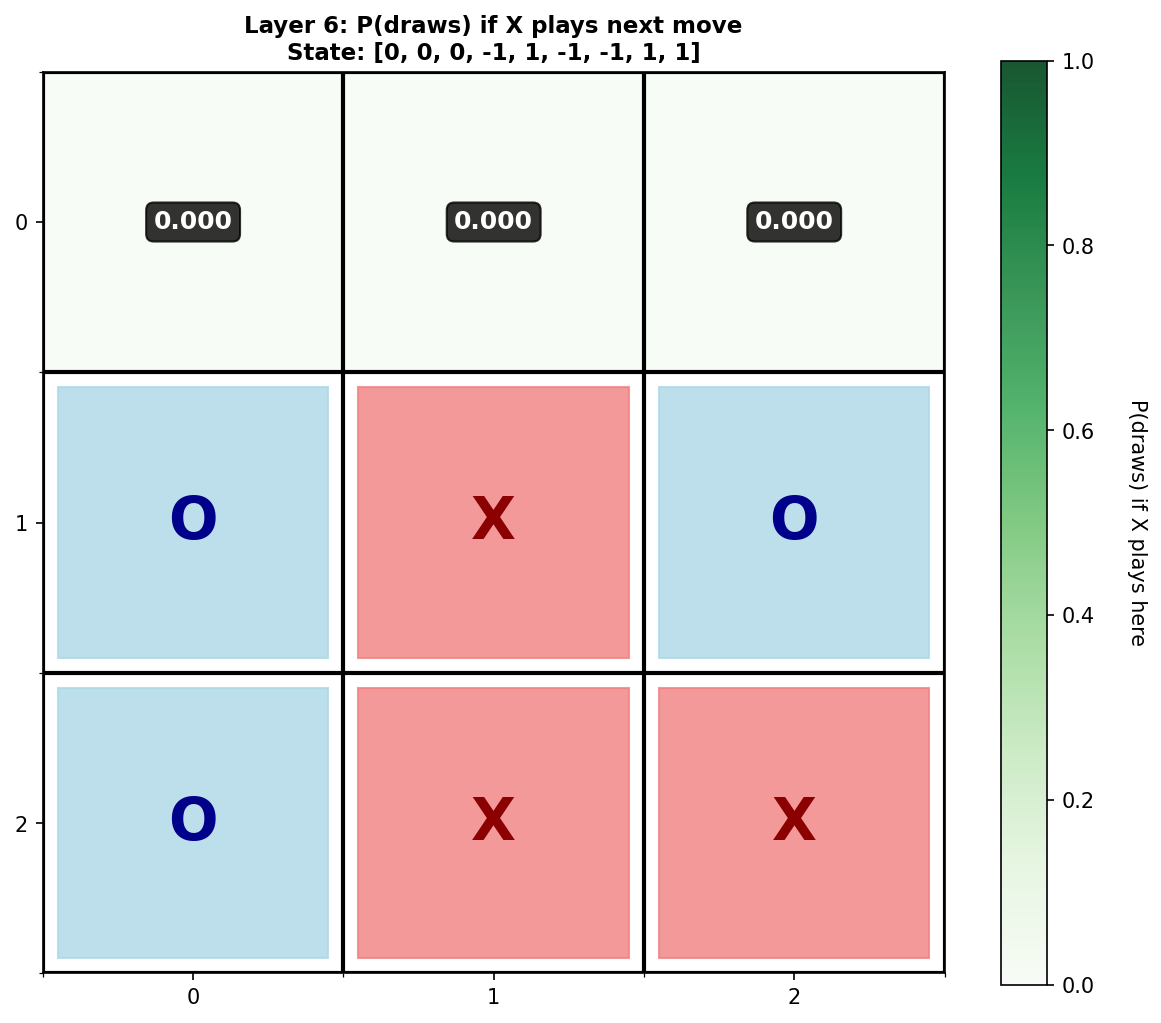 Layer 6: P(draws) if X plays next move
State: [0, 0, 0, -1, 1, -1, -1, 1, 1]
0 0.000 0.000 0.000
1 O X O
2 O X X
0 1 2
1.0
0.8
0.6
0.4
0.2
0.0
P(draws) if X plays here